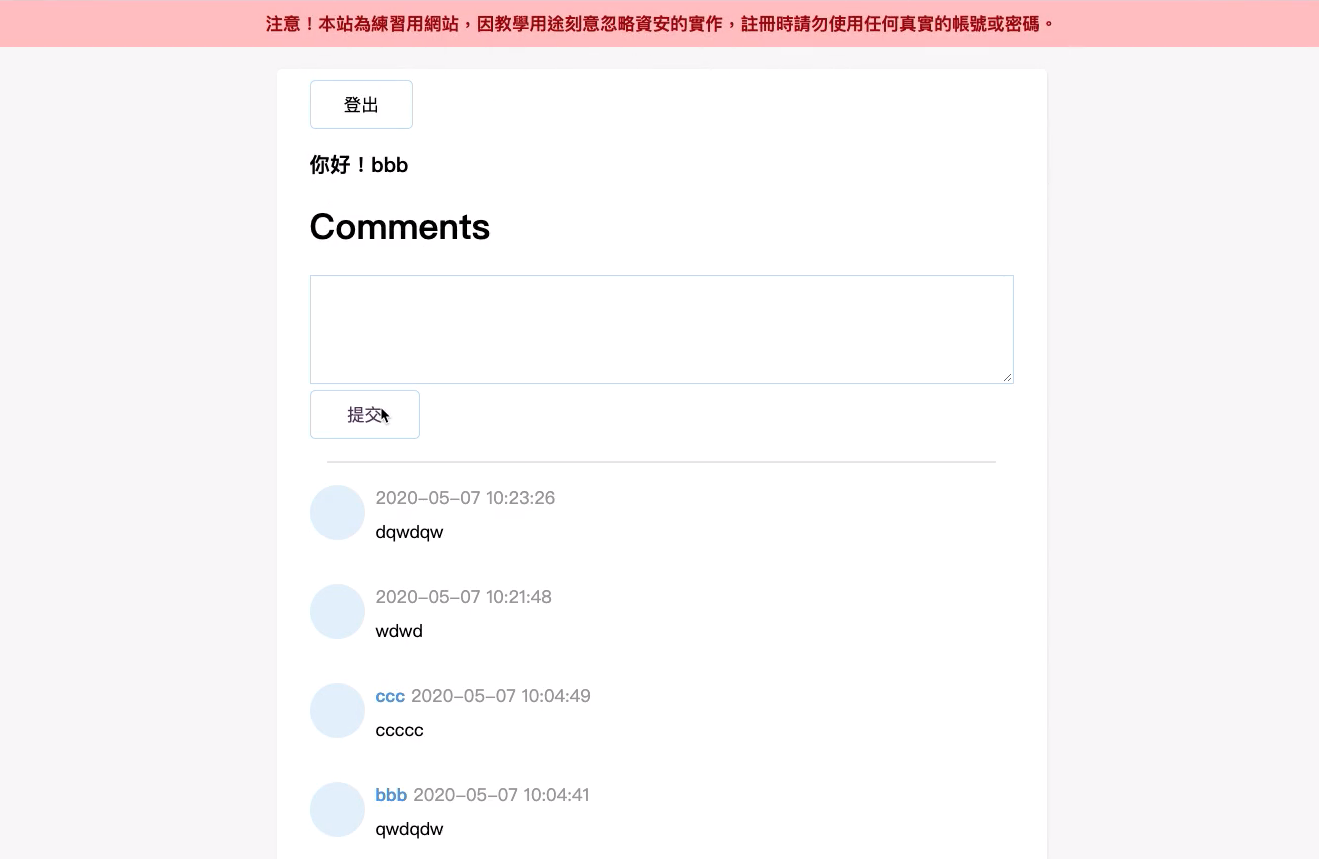 注意！本站為練習用網站，因教學用途刻意忽略資安的實作，註冊時請勿使用任何真實的帳號或密碼。
登出
你好！bbb
Comments
提交
2020-05-07 10:23:26
dqwdqw
2020-05-07 10:21:48
wdwd
ccc 2020-05-07 10:04:49
ccccc
bbb 2020-05-07 10:04:41
qwdqdw